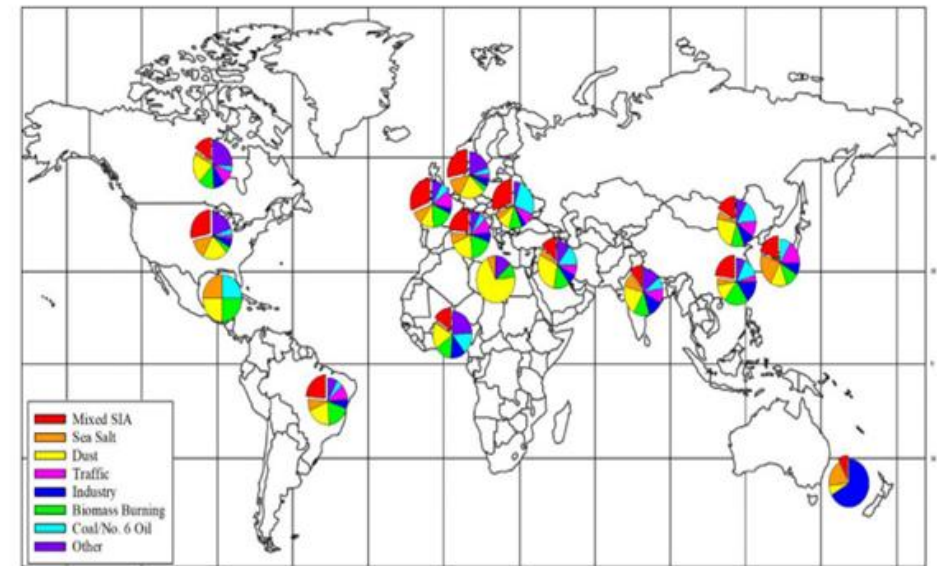 Mixed SIA
Sea Salt
Dust
Traffic
Industry
Biomass Burning
Coal/No. 6 Oil
Other